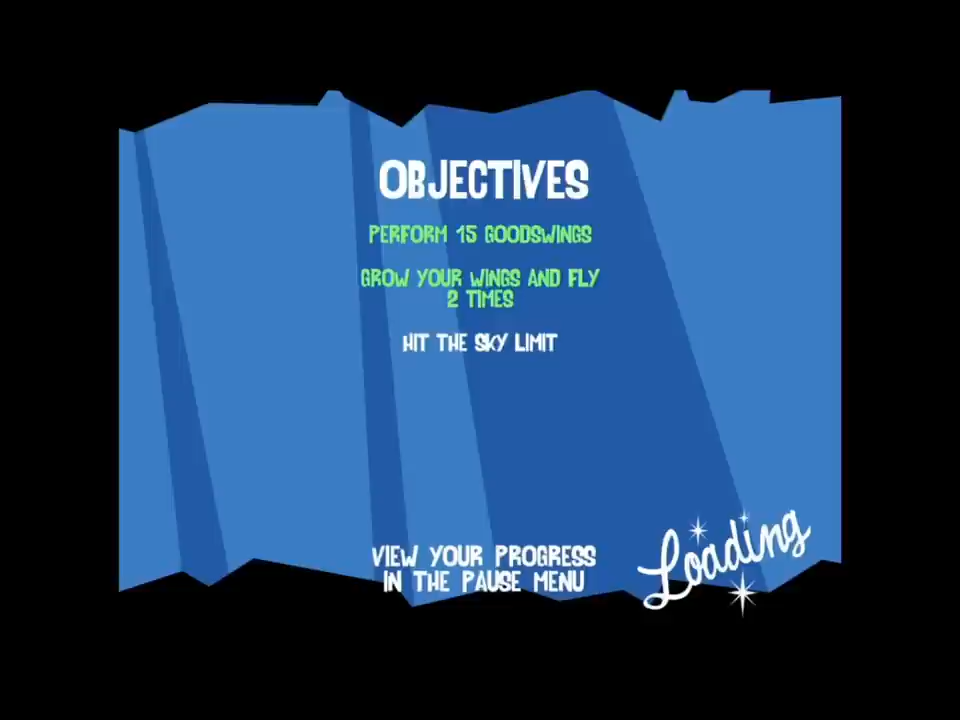 OBJECTIVES
PERFORM 15 GOODSWINGS
GROW YOUR WINGS AND FLY
2 TIMES
HIT THE SKY LIMIT
VIEW YOUR PROGRESS
IN THE PAUSE MENU
Loading